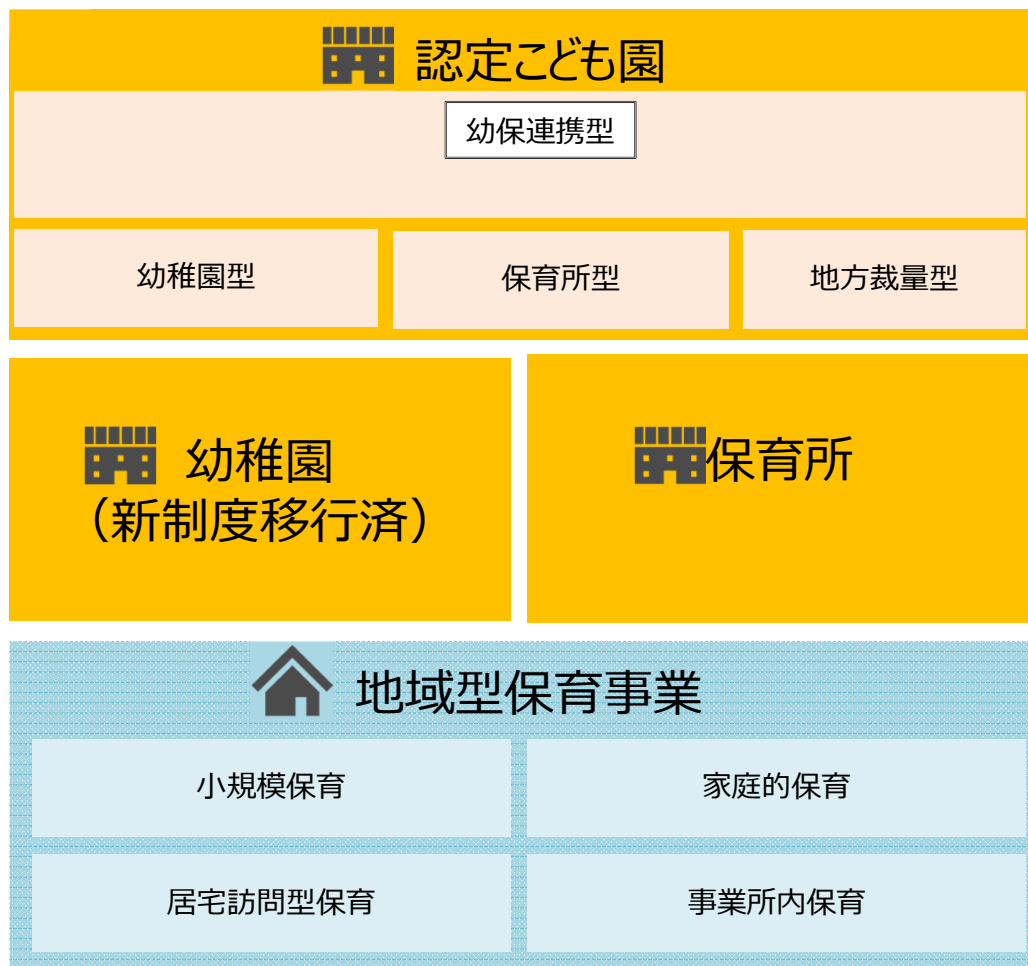 認定こども園
幼保連携型
幼稚園型
保育所型
地方裁量型
幼稚園
（新制度移行済）
保育所
地域型保育事業
小規模保育
家庭的保育
居宅訪問型保育
事業所内保育